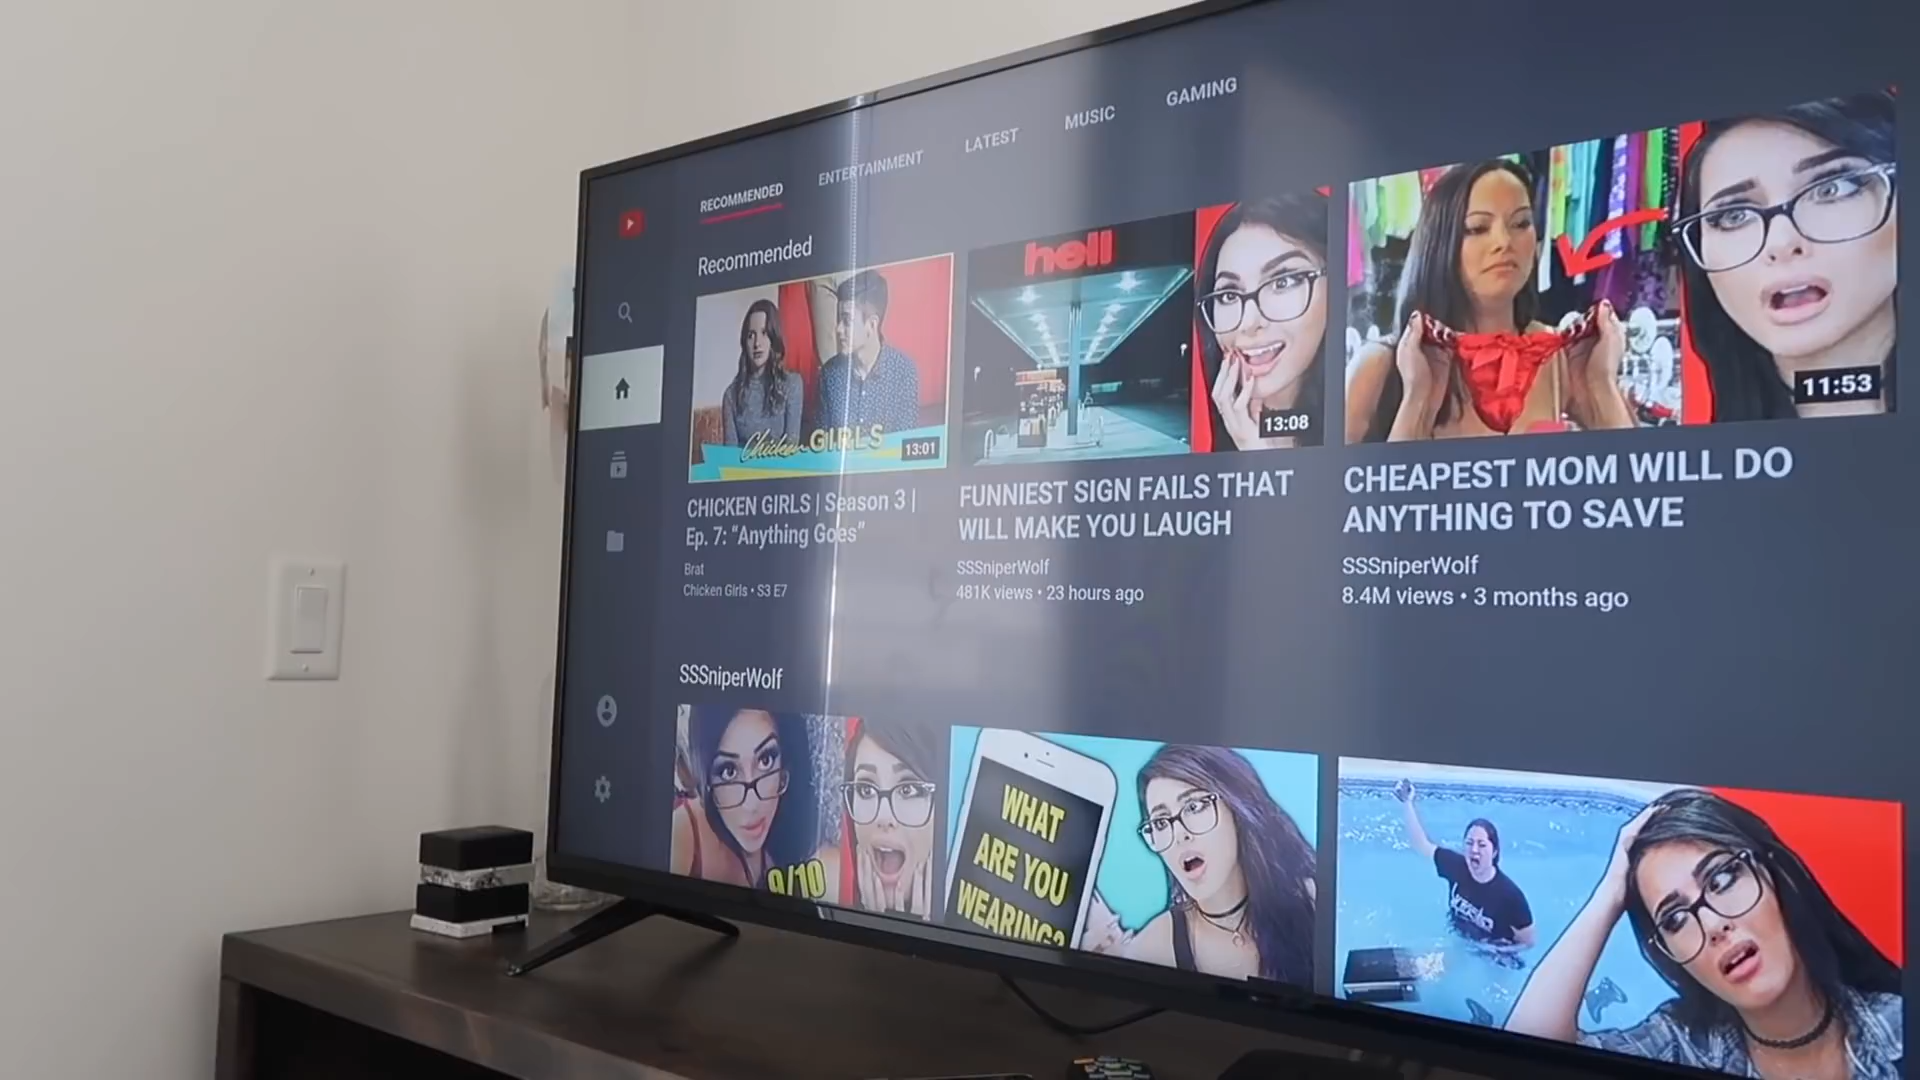 RECOMMENDED
ENTERTAINMENT
LATEST
MUSIC
GAMING
Recommended
hell
Chicken GIRLS
13:01
13:08
11:53
CHICKEN GIRLS | Season 3 |
Ep. 7: “Anything Goes”
Brat
Chicken Girls • S3 E7
FUNNIEST SIGN FAILS THAT
WILL MAKE YOU LAUGH
SSSniperWolf
481K views • 23 hours ago
CHEAPEST MOM WILL DO
ANYTHING TO SAVE
SSSniperWolf
8.4M views • 3 months ago
SSSniperWolf
9/10
WHAT
ARE YOU
WEARING?